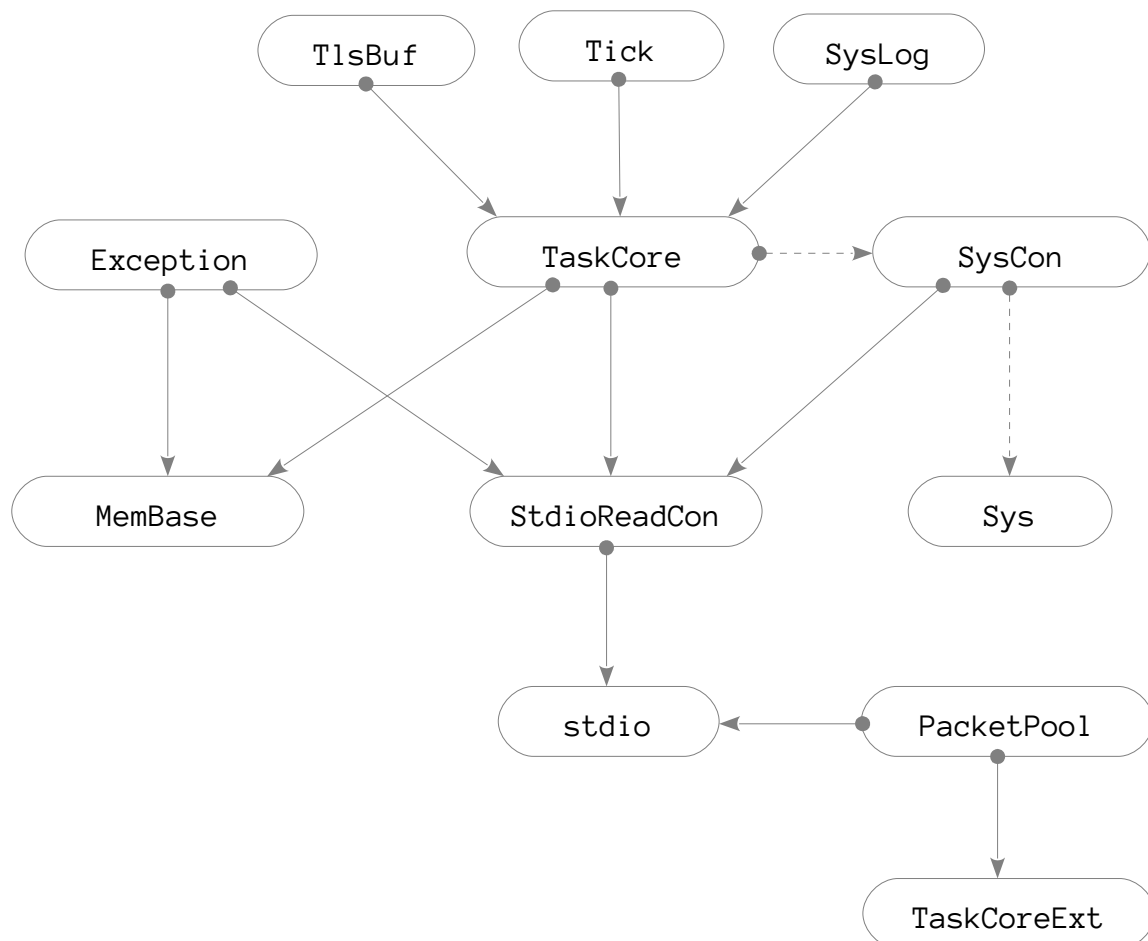 TlsBuf
Tick
SysLog
Exception
TaskCore
SysCon
MemBase
StdioReadCon
Sys
stdio
PacketPool
TaskCoreExt